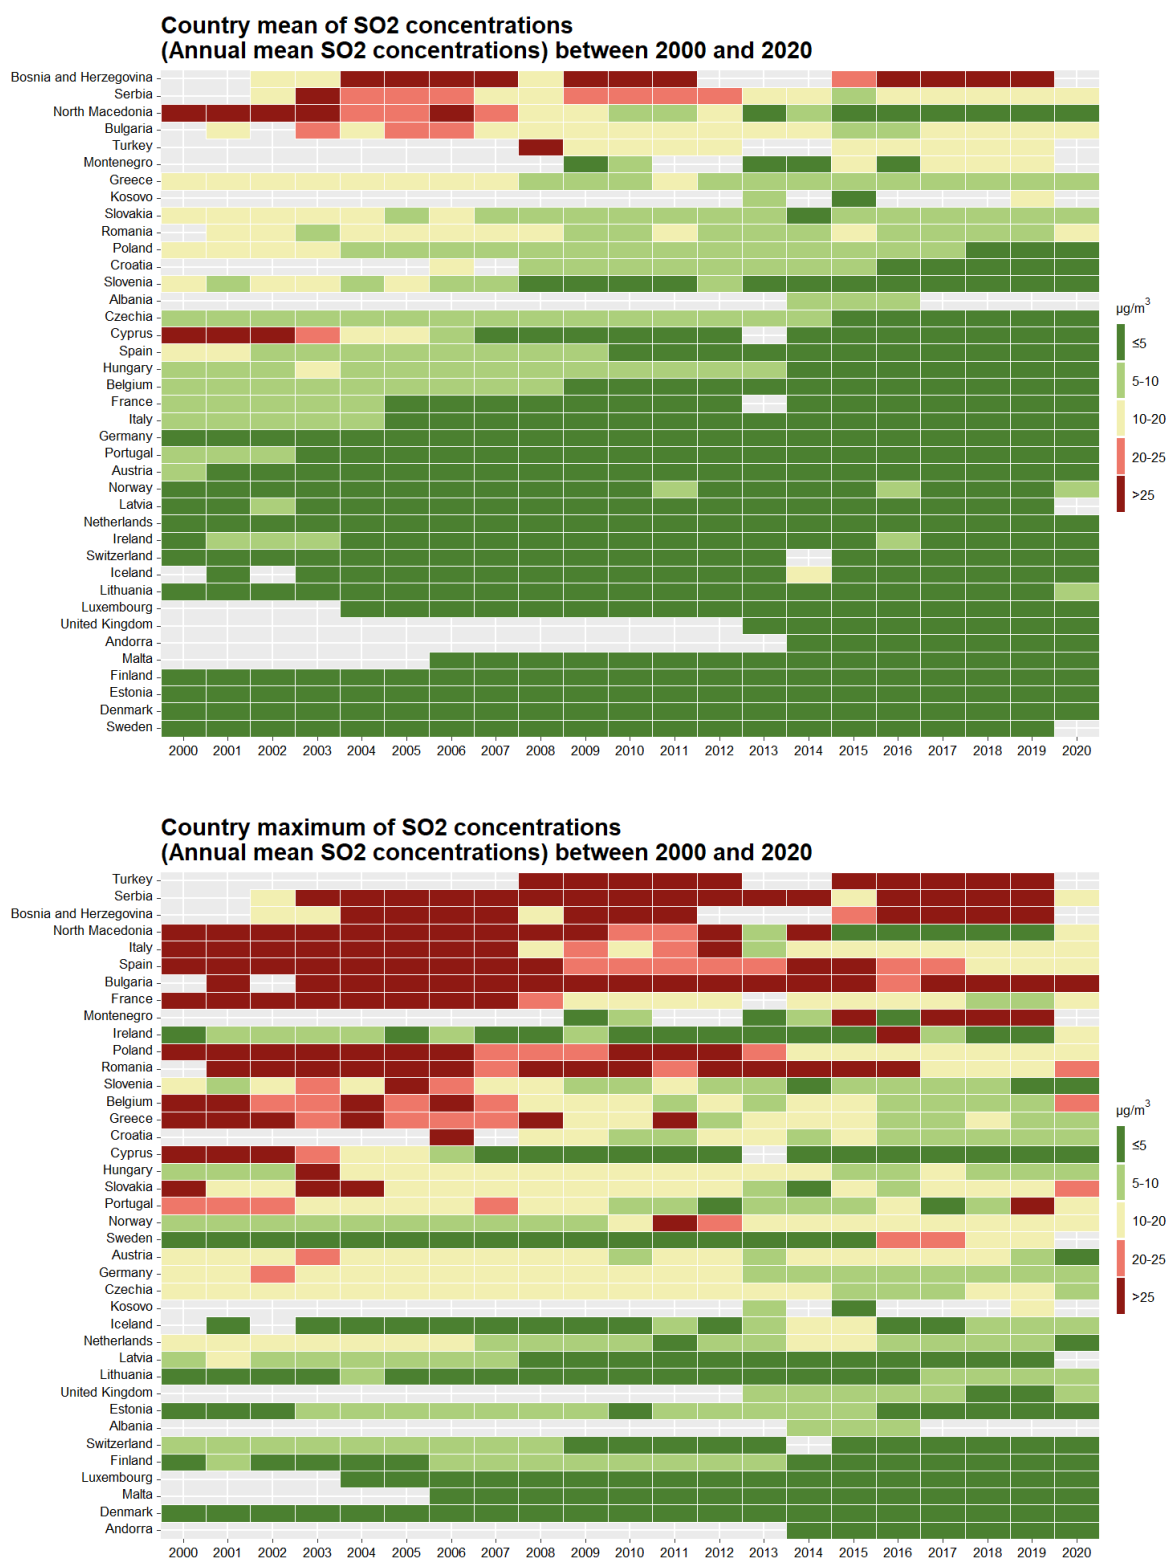 Country mean of SO2 concentrations
(Annual mean SO2 concentrations) between 2000 and 2020
Bosnia and Herzegovina
Serbia
North Macedonia
Bulgaria
Turkey
Montenegro
Greece
Kosovo
Slovakia
Romania
Poland
Croatia
Slovenia
Albania
Czechia
Cyprus
Spain
Hungary
Belgium
France
Italy
Germany
Portugal
Austria
Norway
Latvia
Netherlands
Ireland
Switzerland
Iceland
Lithuania
Luxembourg
United Kingdom
Andorra
Malta
Finland
Estonia
Denmark
Sweden
2000 2001 2002 2003 2004 2005 2006 2007 2008 2009 2010 2011 2012 2013 2014 2015 2016 2017 2018 2019 2020
µg/m3
≤5
5-10
10-20
20-25
>25
Country maximum of SO2 concentrations
(Annual mean SO2 concentrations) between 2000 and 2020
Turkey
Serbia
Bosnia and Herzegovina
North Macedonia
Italy
Spain
Bulgaria
France
Montenegro
Ireland
Poland
Romania
Slovenia
Belgium
Greece
Croatia
Cyprus
Hungary
Slovakia
Portugal
Norway
Sweden
Austria
Germany
Czechia
Kosovo
Iceland
Netherlands
Latvia
Lithuania
United Kingdom
Estonia
Albania
Switzerland
Finland
Luxembourg
Malta
Denmark
Andorra
2000 2001 2002 2003 2004 2005 2006 2007 2008 2009 2010 2011 2012 2013 2014 2015 2016 2017 2018 2019 2020
µg/m3
≤5
5-10
10-20
20-25
>25